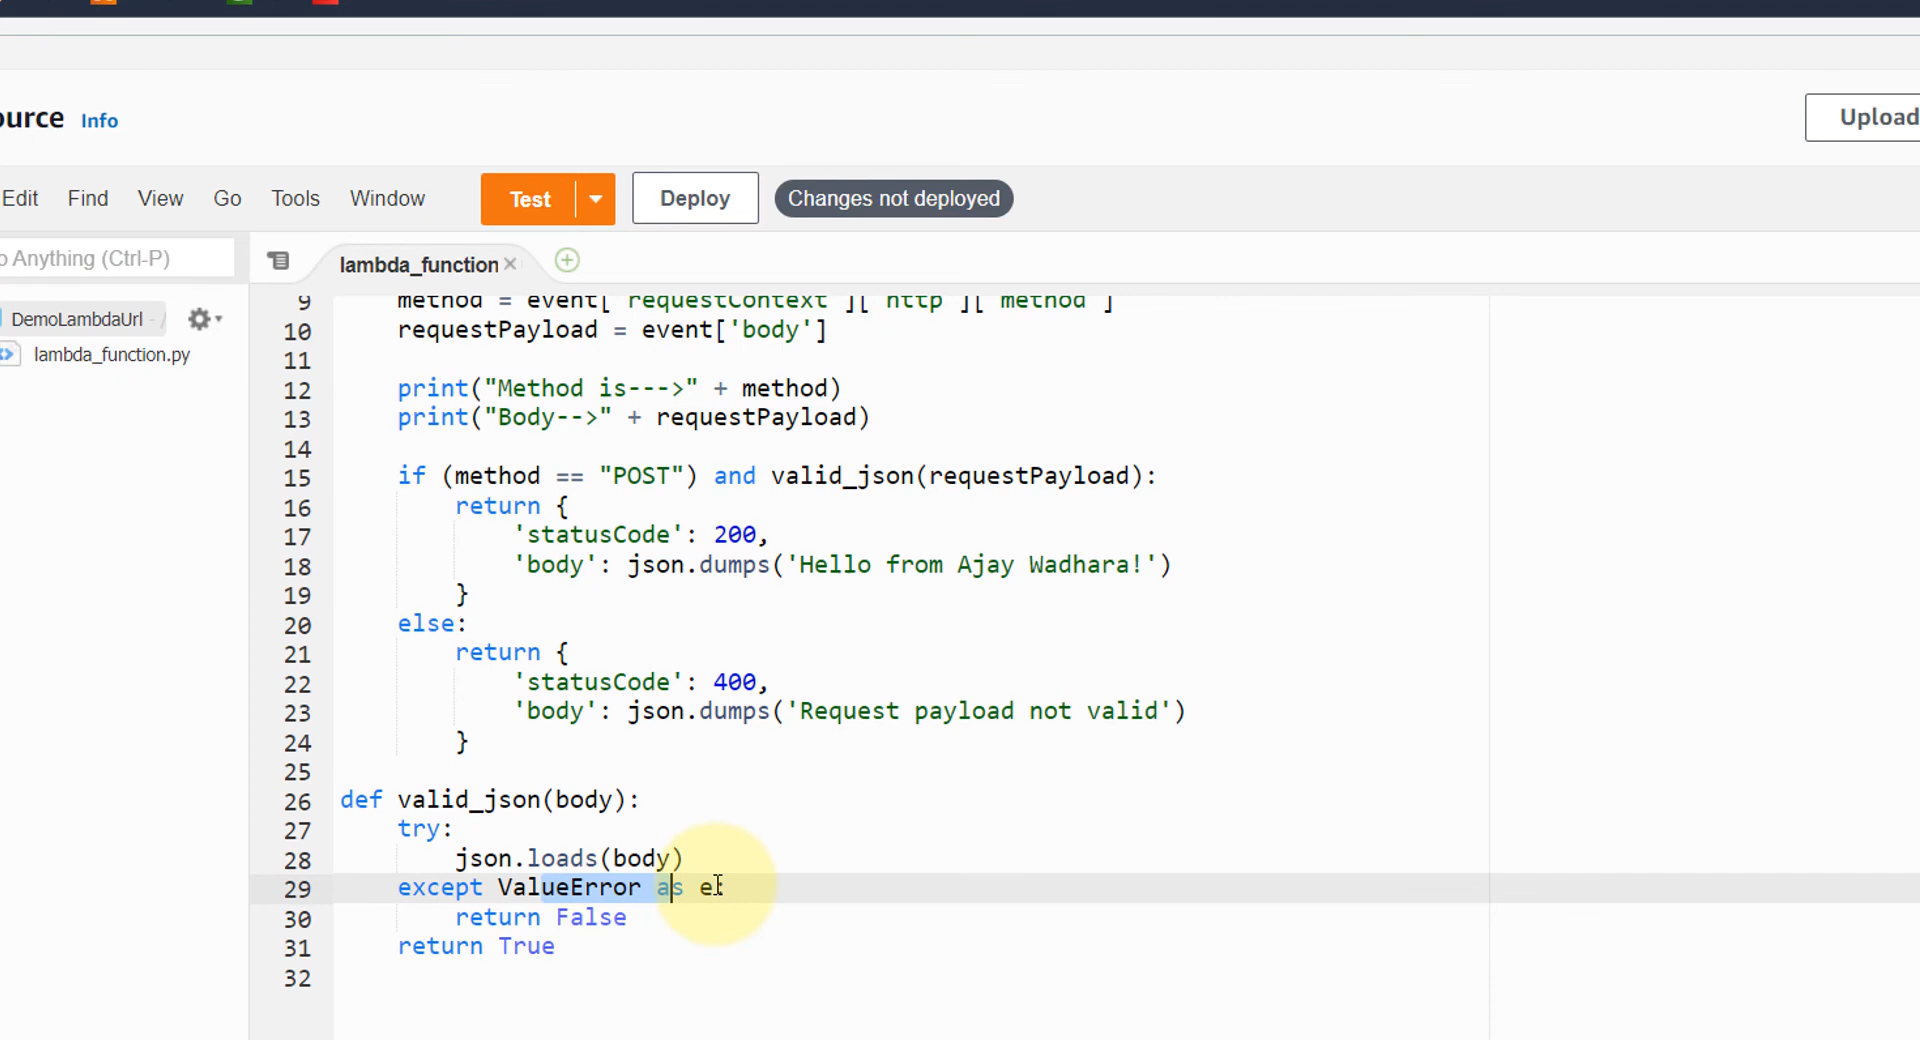 ource Info
Upload
Edit Find View Go Tools Window Test Deploy Changes not deployed
o Anything (Ctrl-P)
lambda_function
DemoLambdaUrl - /
lambda_function.py
9 method = event['requestContext']['http']['method']
10 requestPayload = event['body']
11
12 print("Method is--->" + method)
13 print("Body-->" + requestPayload)
14
15 if (method == "POST") and valid_json(requestPayload):
16 return {
17 'statusCode': 200,
18 'body': json.dumps('Hello from Ajay Wadhara!')
19 }
20 else:
21 return {
22 'statusCode': 400,
23 'body': json.dumps('Request payload not valid')
24 }
25
26 def valid_json(body):
27 try:
28 json.loads(body)
29 except ValueError as e:
30 return False
31 return True
32